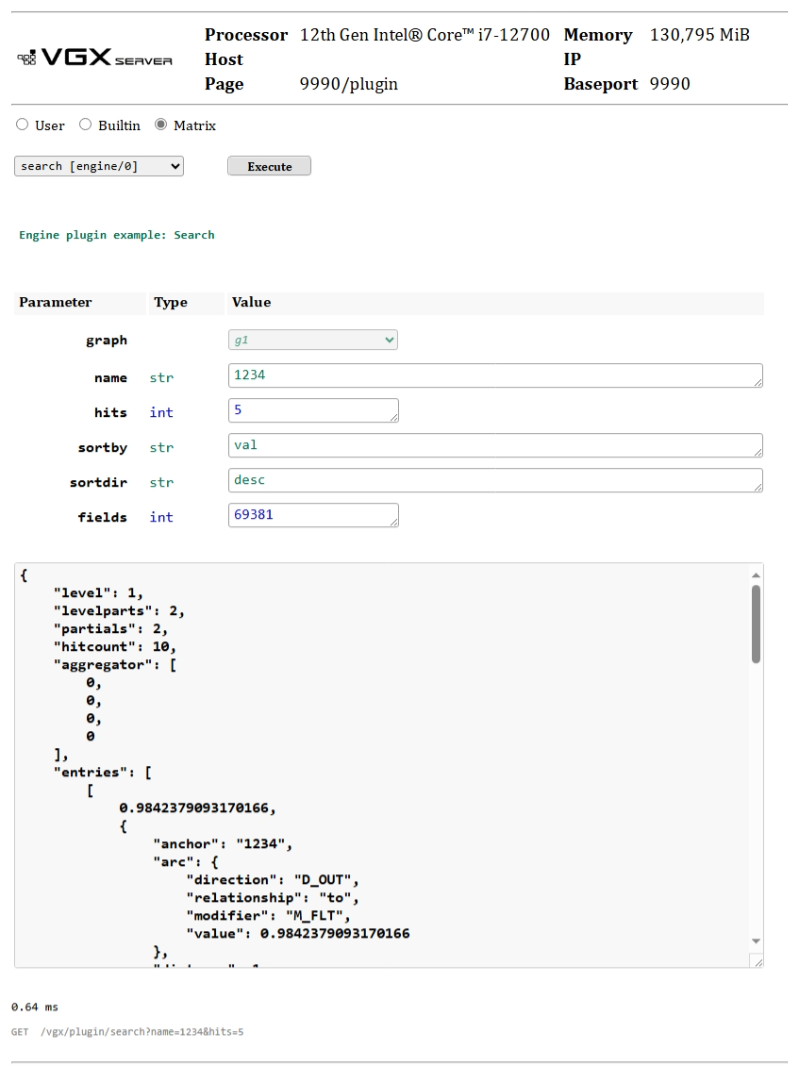 VGX SERVER
Processor 12th Gen Intel® Core™ i7-12700 Memory 130,795 MiB
Host IP
Page 9990/plugin Baseport 9990
User Builtin Matrix
search [engine/0] Execute
Engine plugin example: Search
Parameter Type Value
graph g1
name str 1234
hits int 5
sortby str val
sortdir str desc
fields int 69381
{
"level": 1,
"levelparts": 2,
"partials": 2,
"hitcount": 10,
"aggregator": [
0,
0,
0,
0
],
"entries": [
[
0.9842379093170166,
{
"anchor": "1234",
"arc": {
"direction": "D_OUT",
"relationship": "to",
"modifier": "M_FLT",
"value": 0.9842379093170166
},
0.64 ms
GET /vgx/plugin/search?name=1234&hits=5